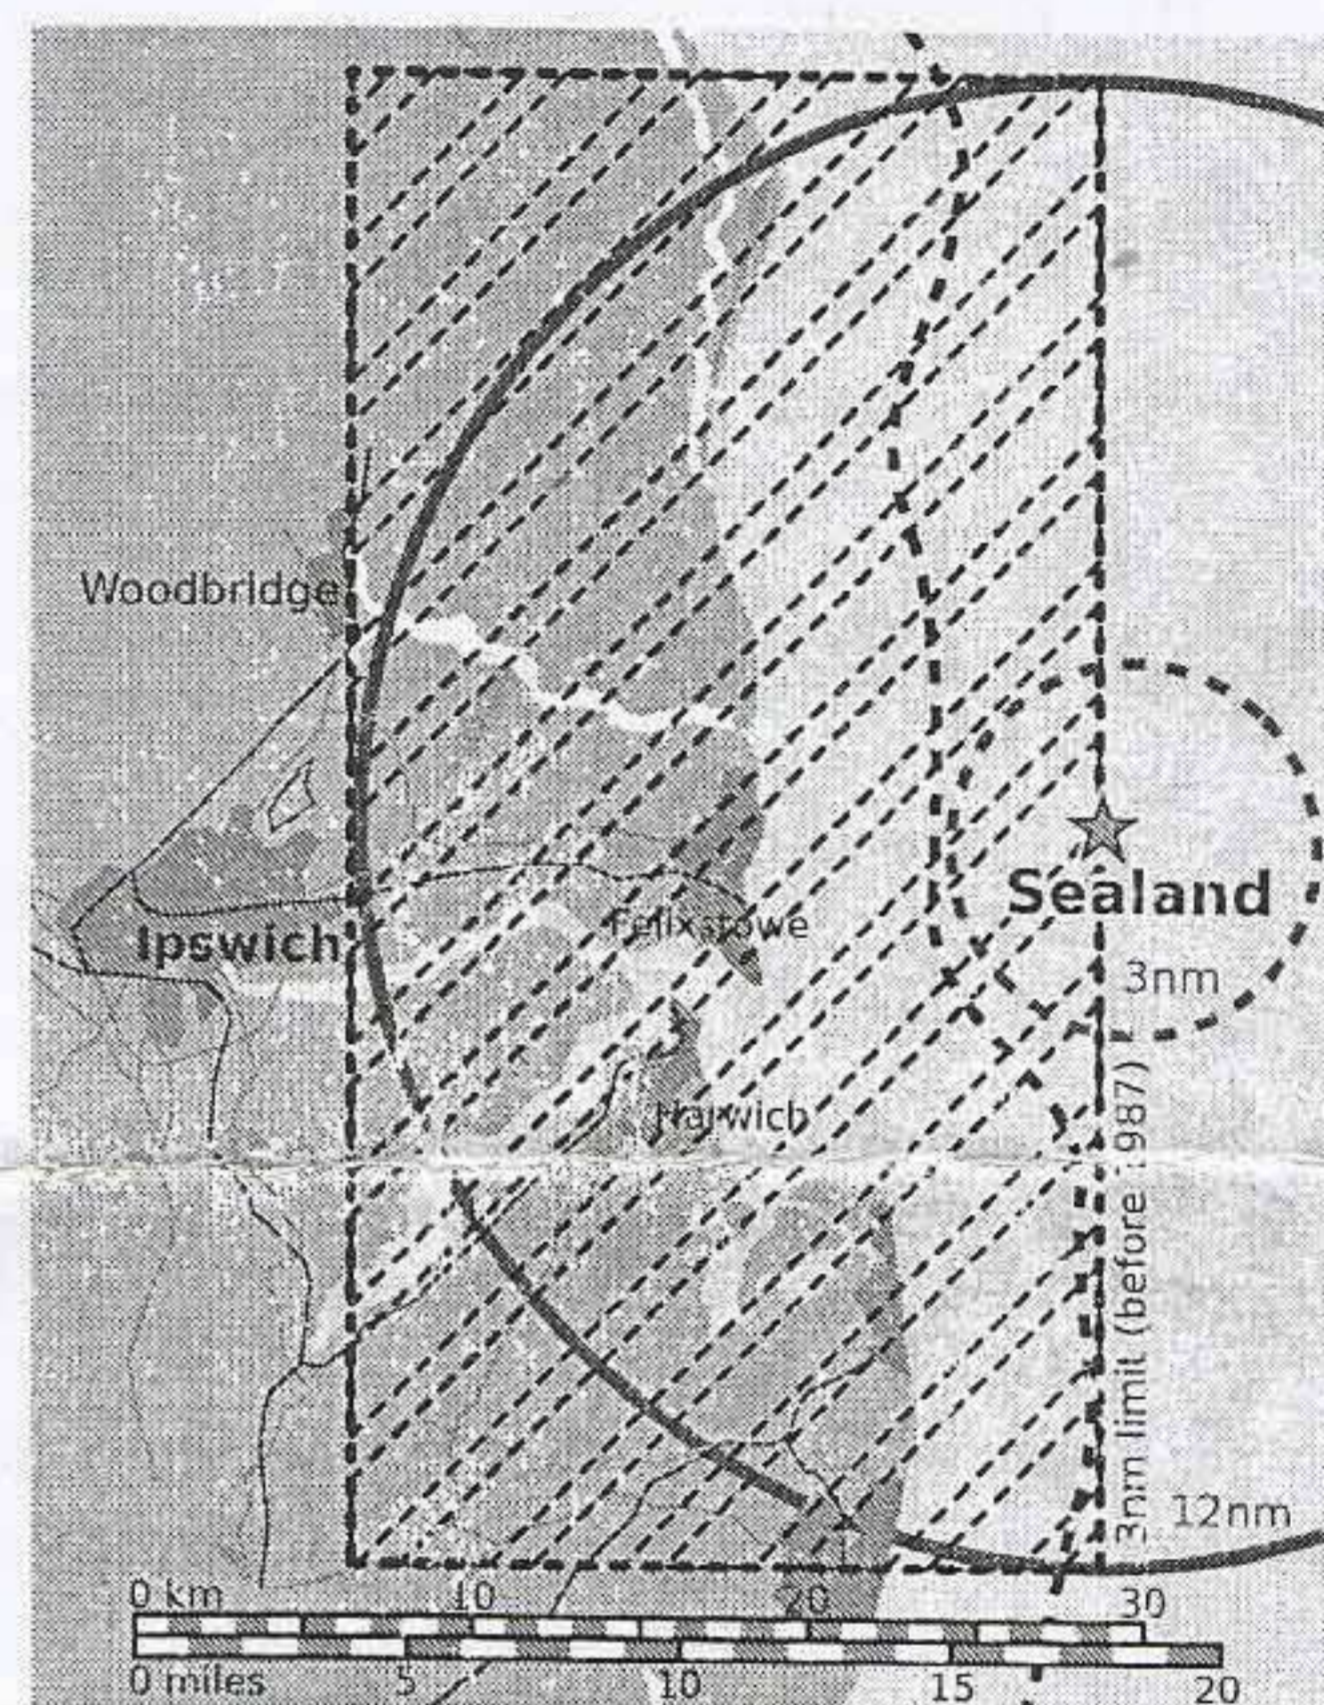 Woodbridge
Sealand
Felixstowe
Ipswich
3nm
Harwich
3nm limit (before 1987)
12nm
0 km 10 20 30
0 miles 5 10 15 20